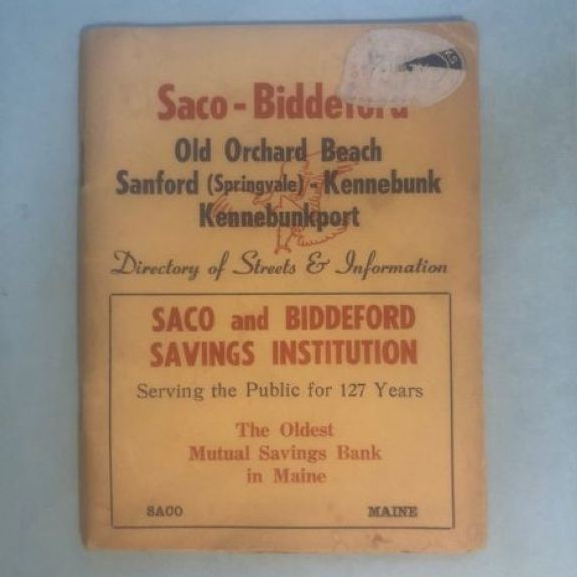 Saco - Biddeford
Old Orchard Beach
Sanford (Springvale) - Kennebunk
Kennebunkport
Directory of Streets & Information
SACO and BIDDEFORD
SAVINGS INSTITUTION
Serving the Public for 127 Years
The Oldest
Mutual Savings Bank
in Maine
SACO MAINE